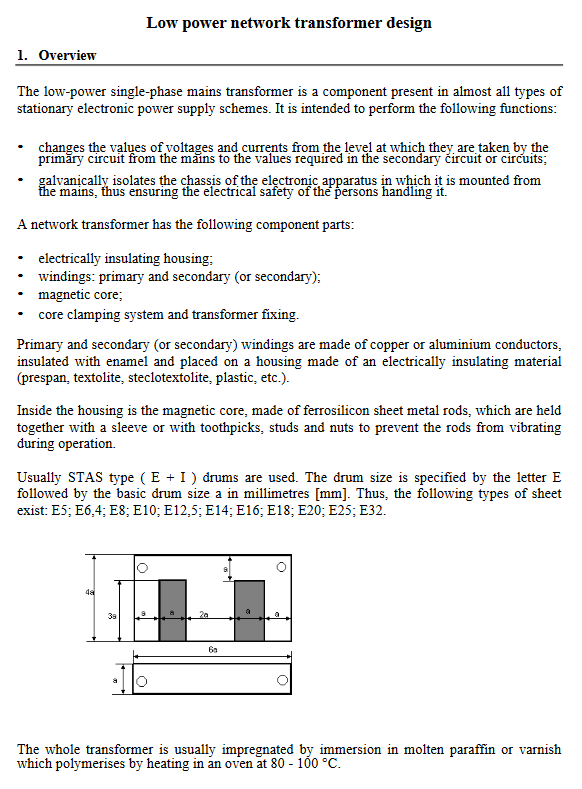 Low power network transformer design
1. Overview
The low-power single-phase mains transformer is a component present in almost all types of
stationary electronic power supply schemes. It is intended to perform the following functions:
• changes the values of voltages and currents from the level at which they are taken by the
primary circuit from the mains to the values required in the secondary circuit or circuits;
• galvanically isolates the chassis of the electronic apparatus in which it is mounted from
the mains, thus ensuring the electrical safety of the persons handling it.
A network transformer has the following component parts:
• electrically insulating housing;
• windings: primary and secondary (or secondary);
• magnetic core;
• core clamping system and transformer fixing.
Primary and secondary (or secondary) windings are made of copper or aluminium conductors,
insulated with enamel and placed on a housing made of an electrically insulating material
(prespan, textolite, steclotextolite, plastic, etc.).
Inside the housing is the magnetic core, made of ferrosilicon sheet metal rods, which are held
together with a sleeve or with toothpicks, studs and nuts to prevent the rods from vibrating
during operation.
Usually STAS type ( E + I ) drums are used. The drum size is specified by the letter E
followed by the basic drum size a in millimetres [mm]. Thus, the following types of sheet
exist: E5; E6,4; E8; E10; E12,5; E14; E16; E18; E20; E25; E32.
a
4a
3a
a
a
2a
a
a
6a
a
The whole transformer is usually impregnated by immersion in molten paraffin or varnish
which polymerises by heating in an oven at 80 - 100 °C.